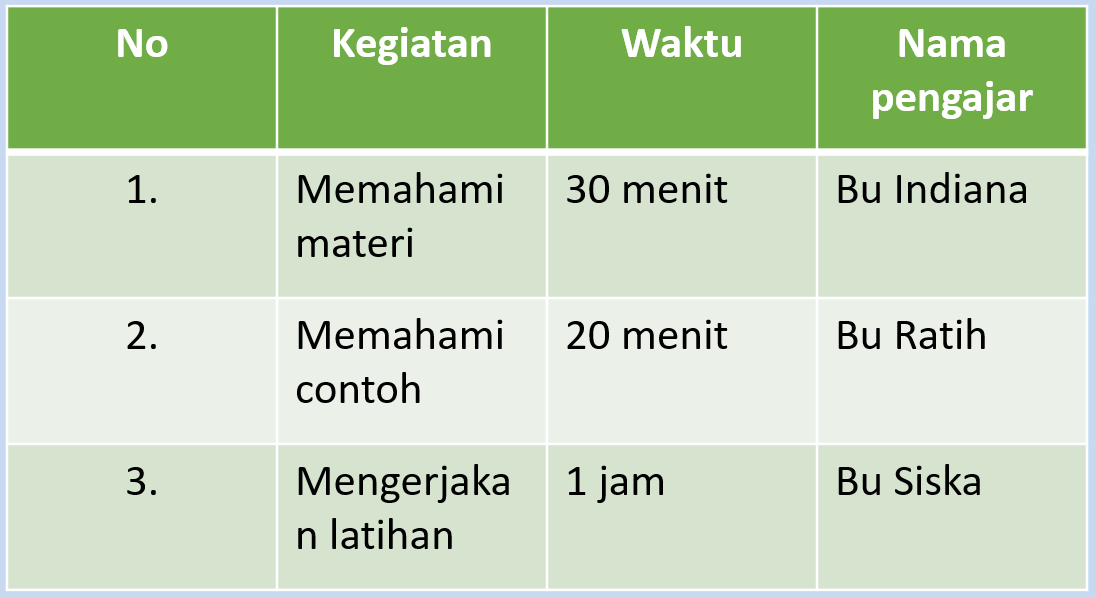 No Kegiatan Waktu Nama
pengajar
1. Memahami 30 menit Bu Indiana
materi
2. Memahami 20 menit Bu Ratih
contoh
3. Mengerjaka 1 jam Bu Siska
n latihan